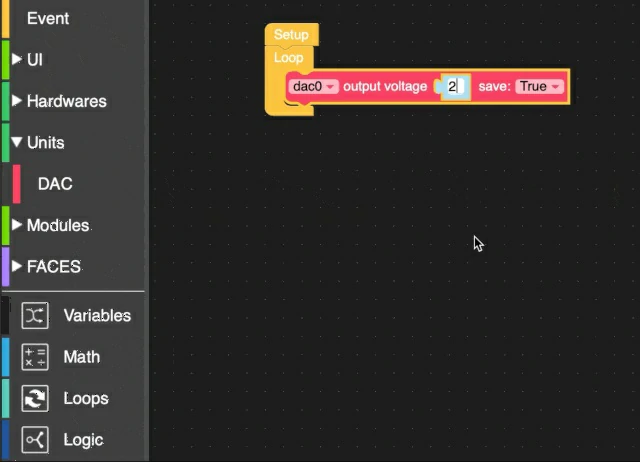 Event
UI
Hardwares
Units
DAC
Modules
FACES
Variables
Math
Loops
Logic
Setup
Loop
dac0 output voltage 2 save: True